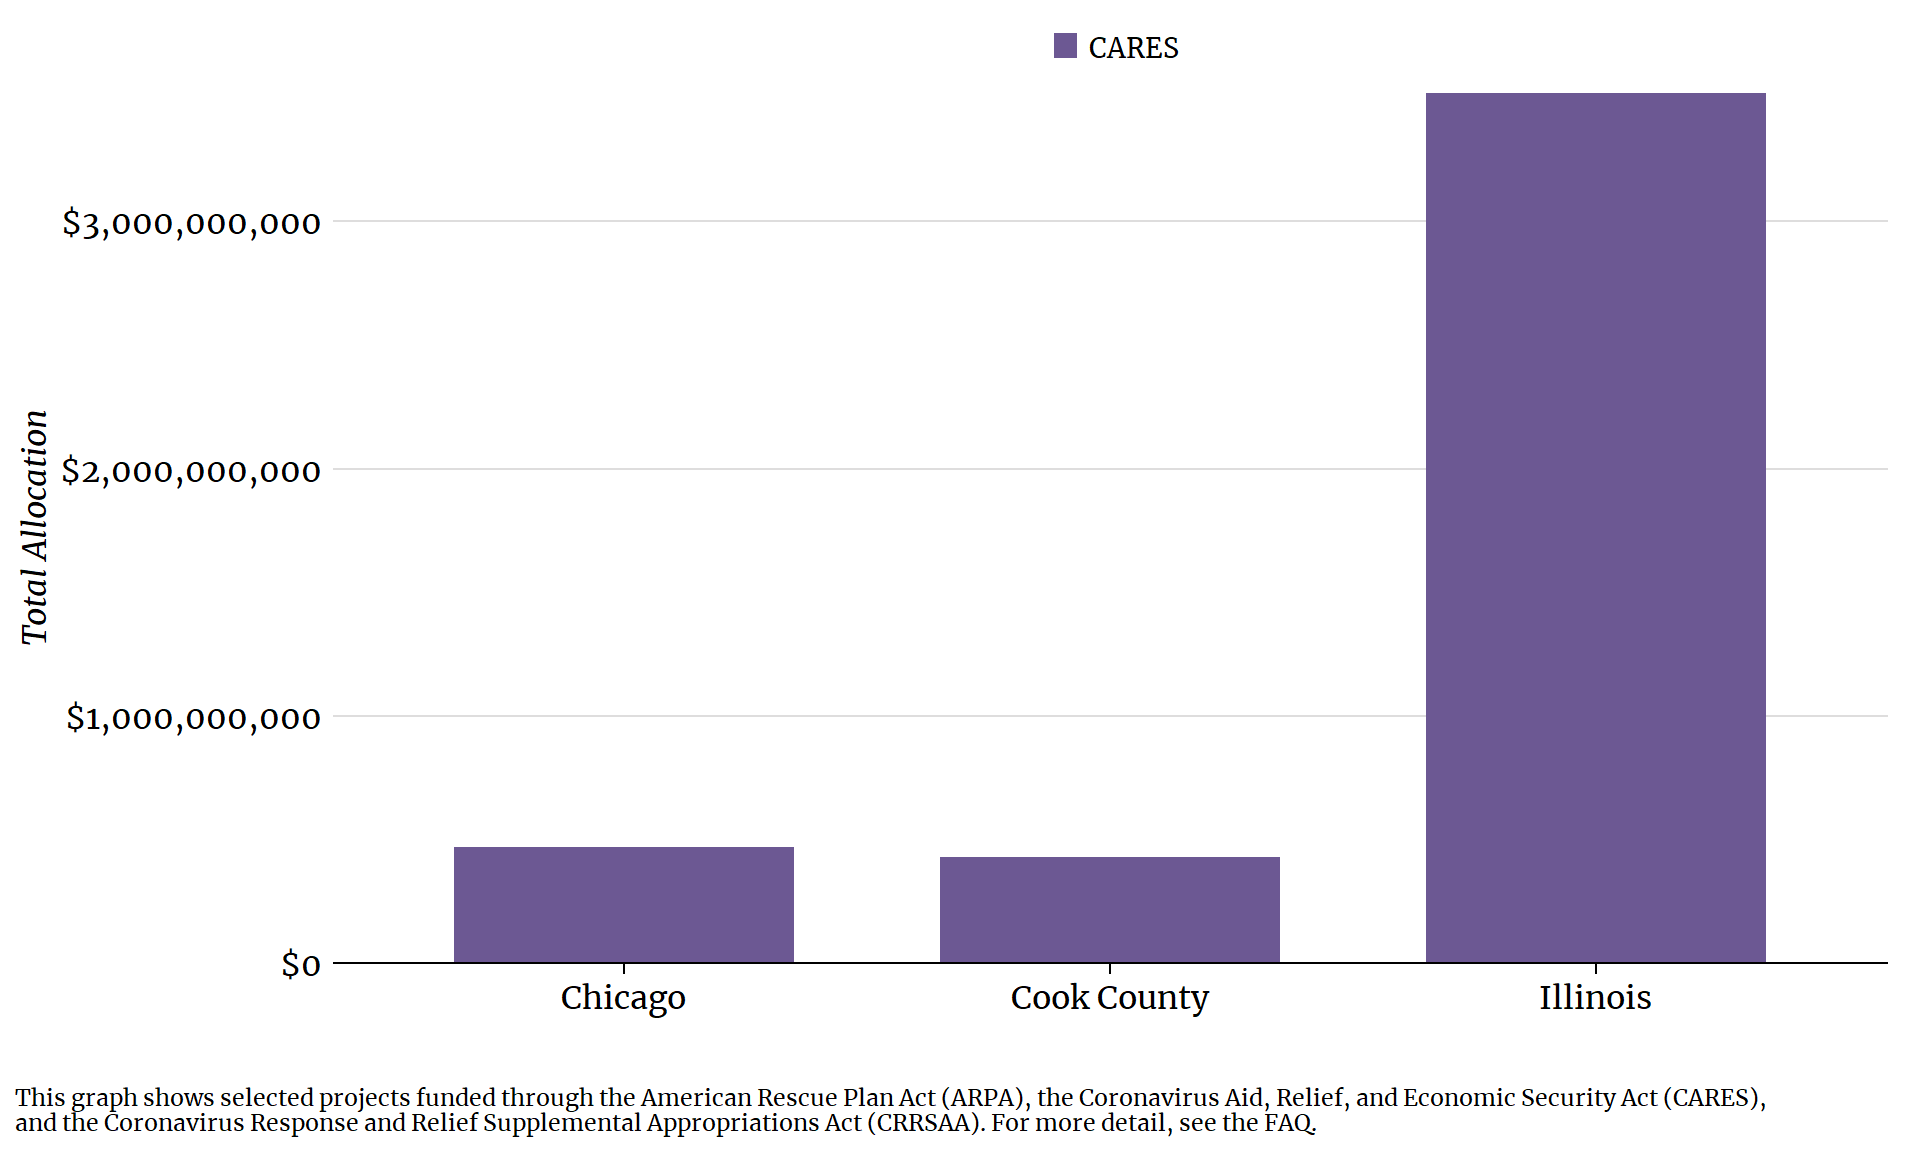 CARES
$3,000,000,000
$2,000,000,000
$1,000,000,000
$0
Total Allocation
Chicago
Cook County
Illinois
This graph shows selected projects funded through the American Rescue Plan Act (ARPA), the Coronavirus Aid, Relief, and Economic Security Act (CARES),
and the Coronavirus Response and Relief Supplemental Appropriations Act (CRRSAA). For more detail, see the FAQ.